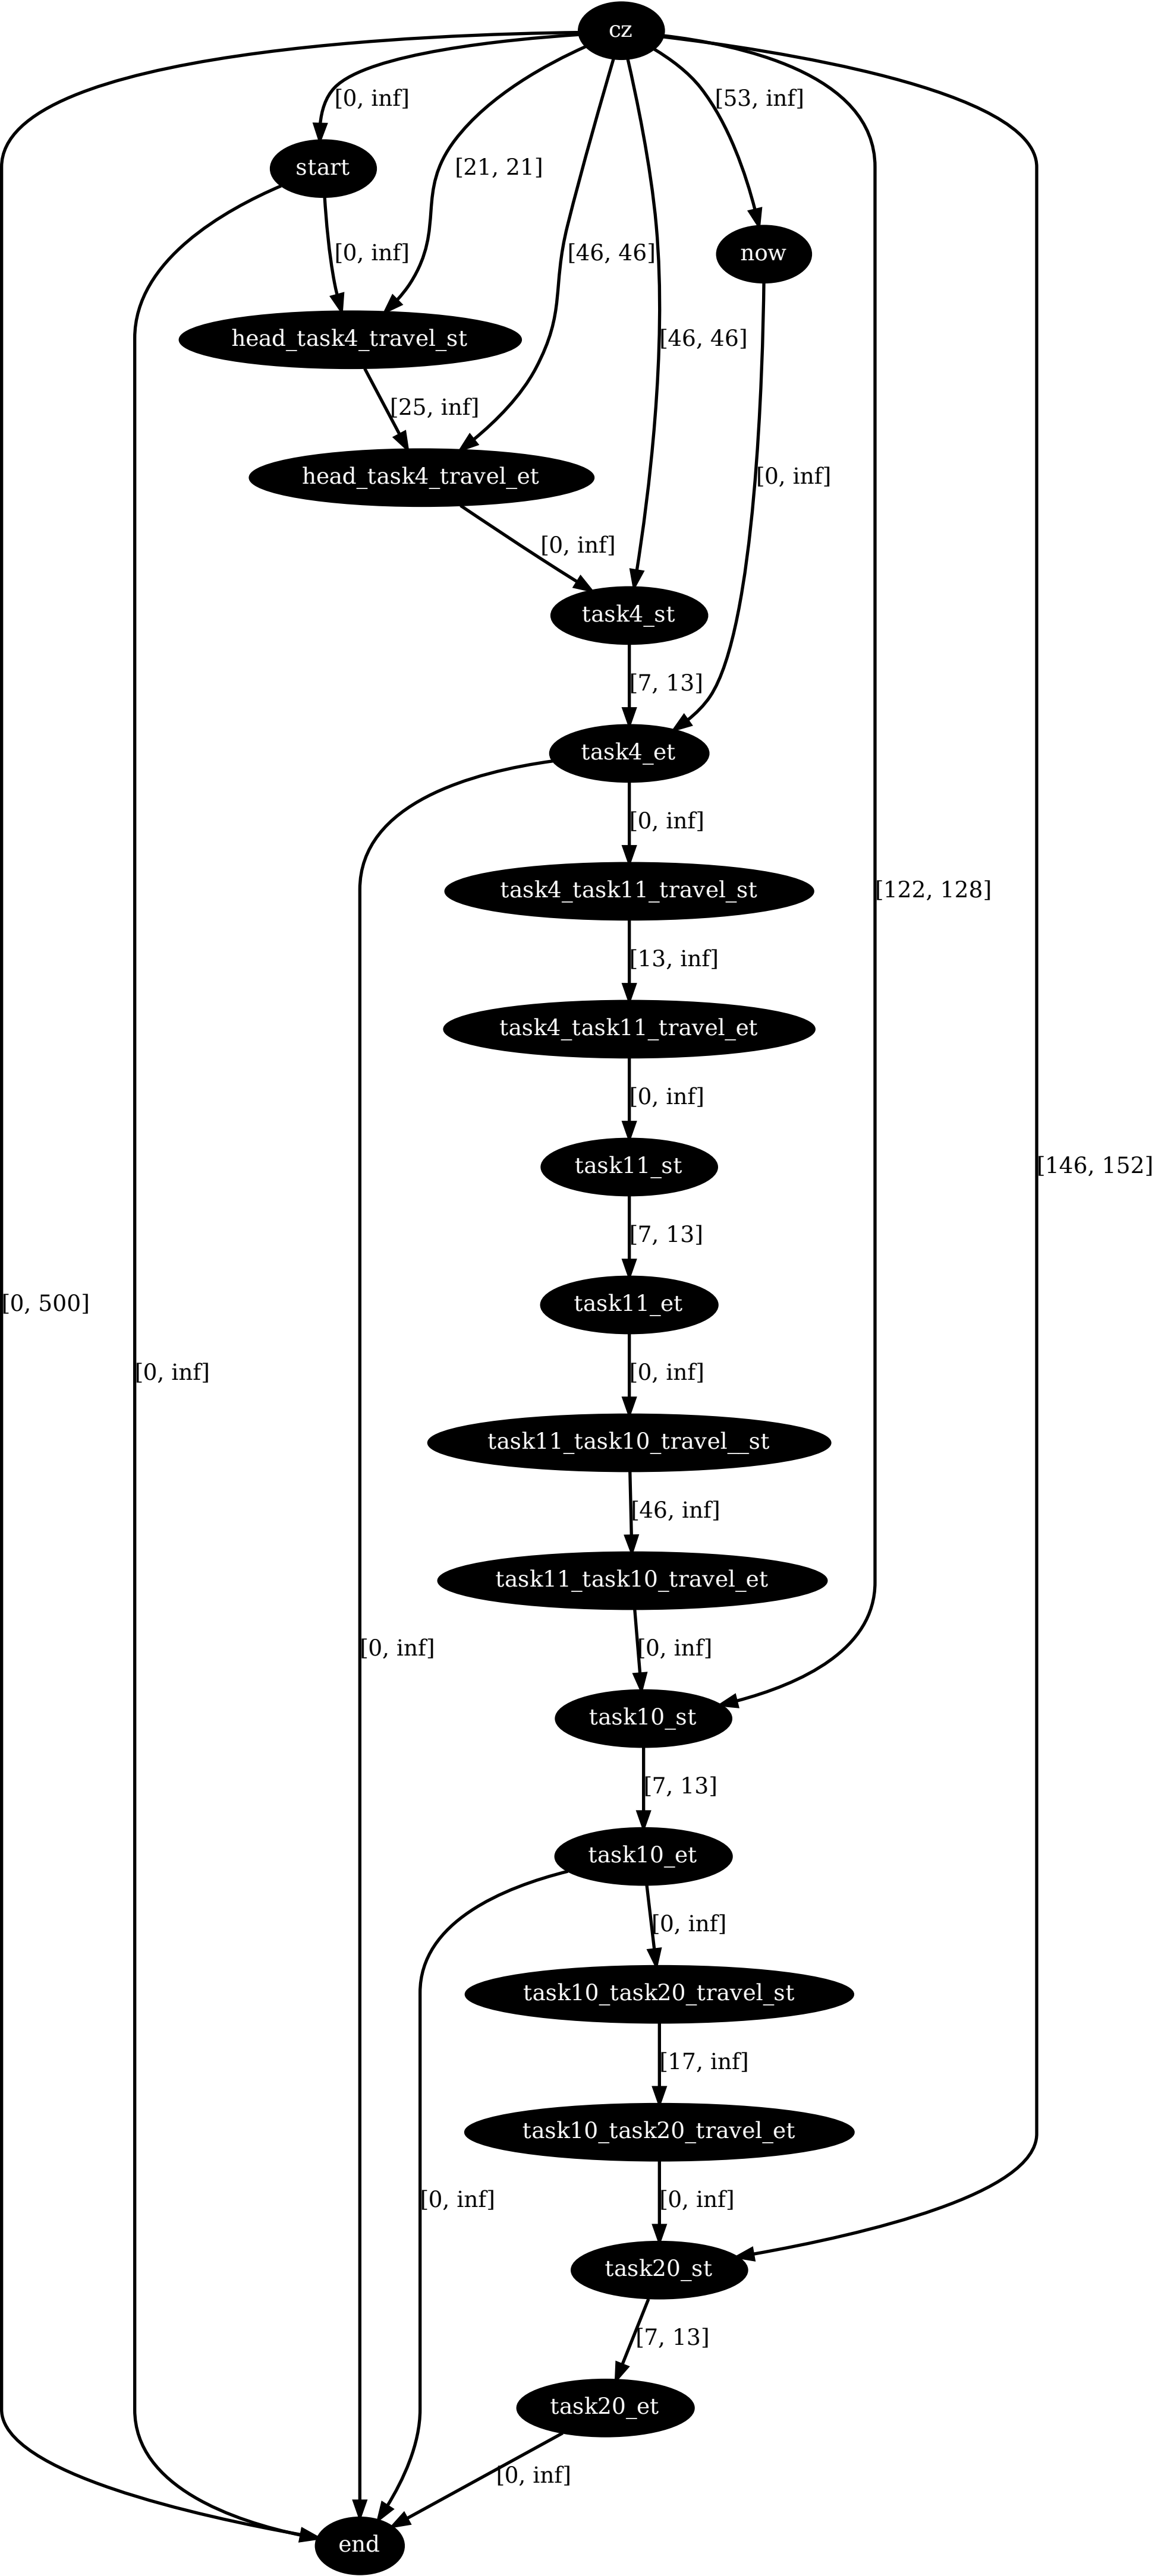 cz
[0, inf]
[53, inf]
start
[21, 21]
[0, inf]
[46, 46]
now
head_task4_travel_st
[46, 46]
[25, inf]
head_task4_travel_et
[0, inf]
[0, inf]
task4_st
[7, 13]
task4_et
[0, inf]
task4_task11_travel_st
[122, 128]
[13, inf]
task4_task11_travel_et
[0, inf]
task11_st
[146, 152]
[7, 13]
[0, 500]
task11_et
[0, inf]
[0, inf]
task11_task10_travel__st
[46, inf]
task11_task10_travel_et
[0, inf]
[0, inf]
task10_st
[7, 13]
task10_et
[0, inf]
task10_task20_travel_st
[17, inf]
task10_task20_travel_et
[0, inf]
[0, inf]
task20_st
[7, 13]
task20_et
[0, inf]
end